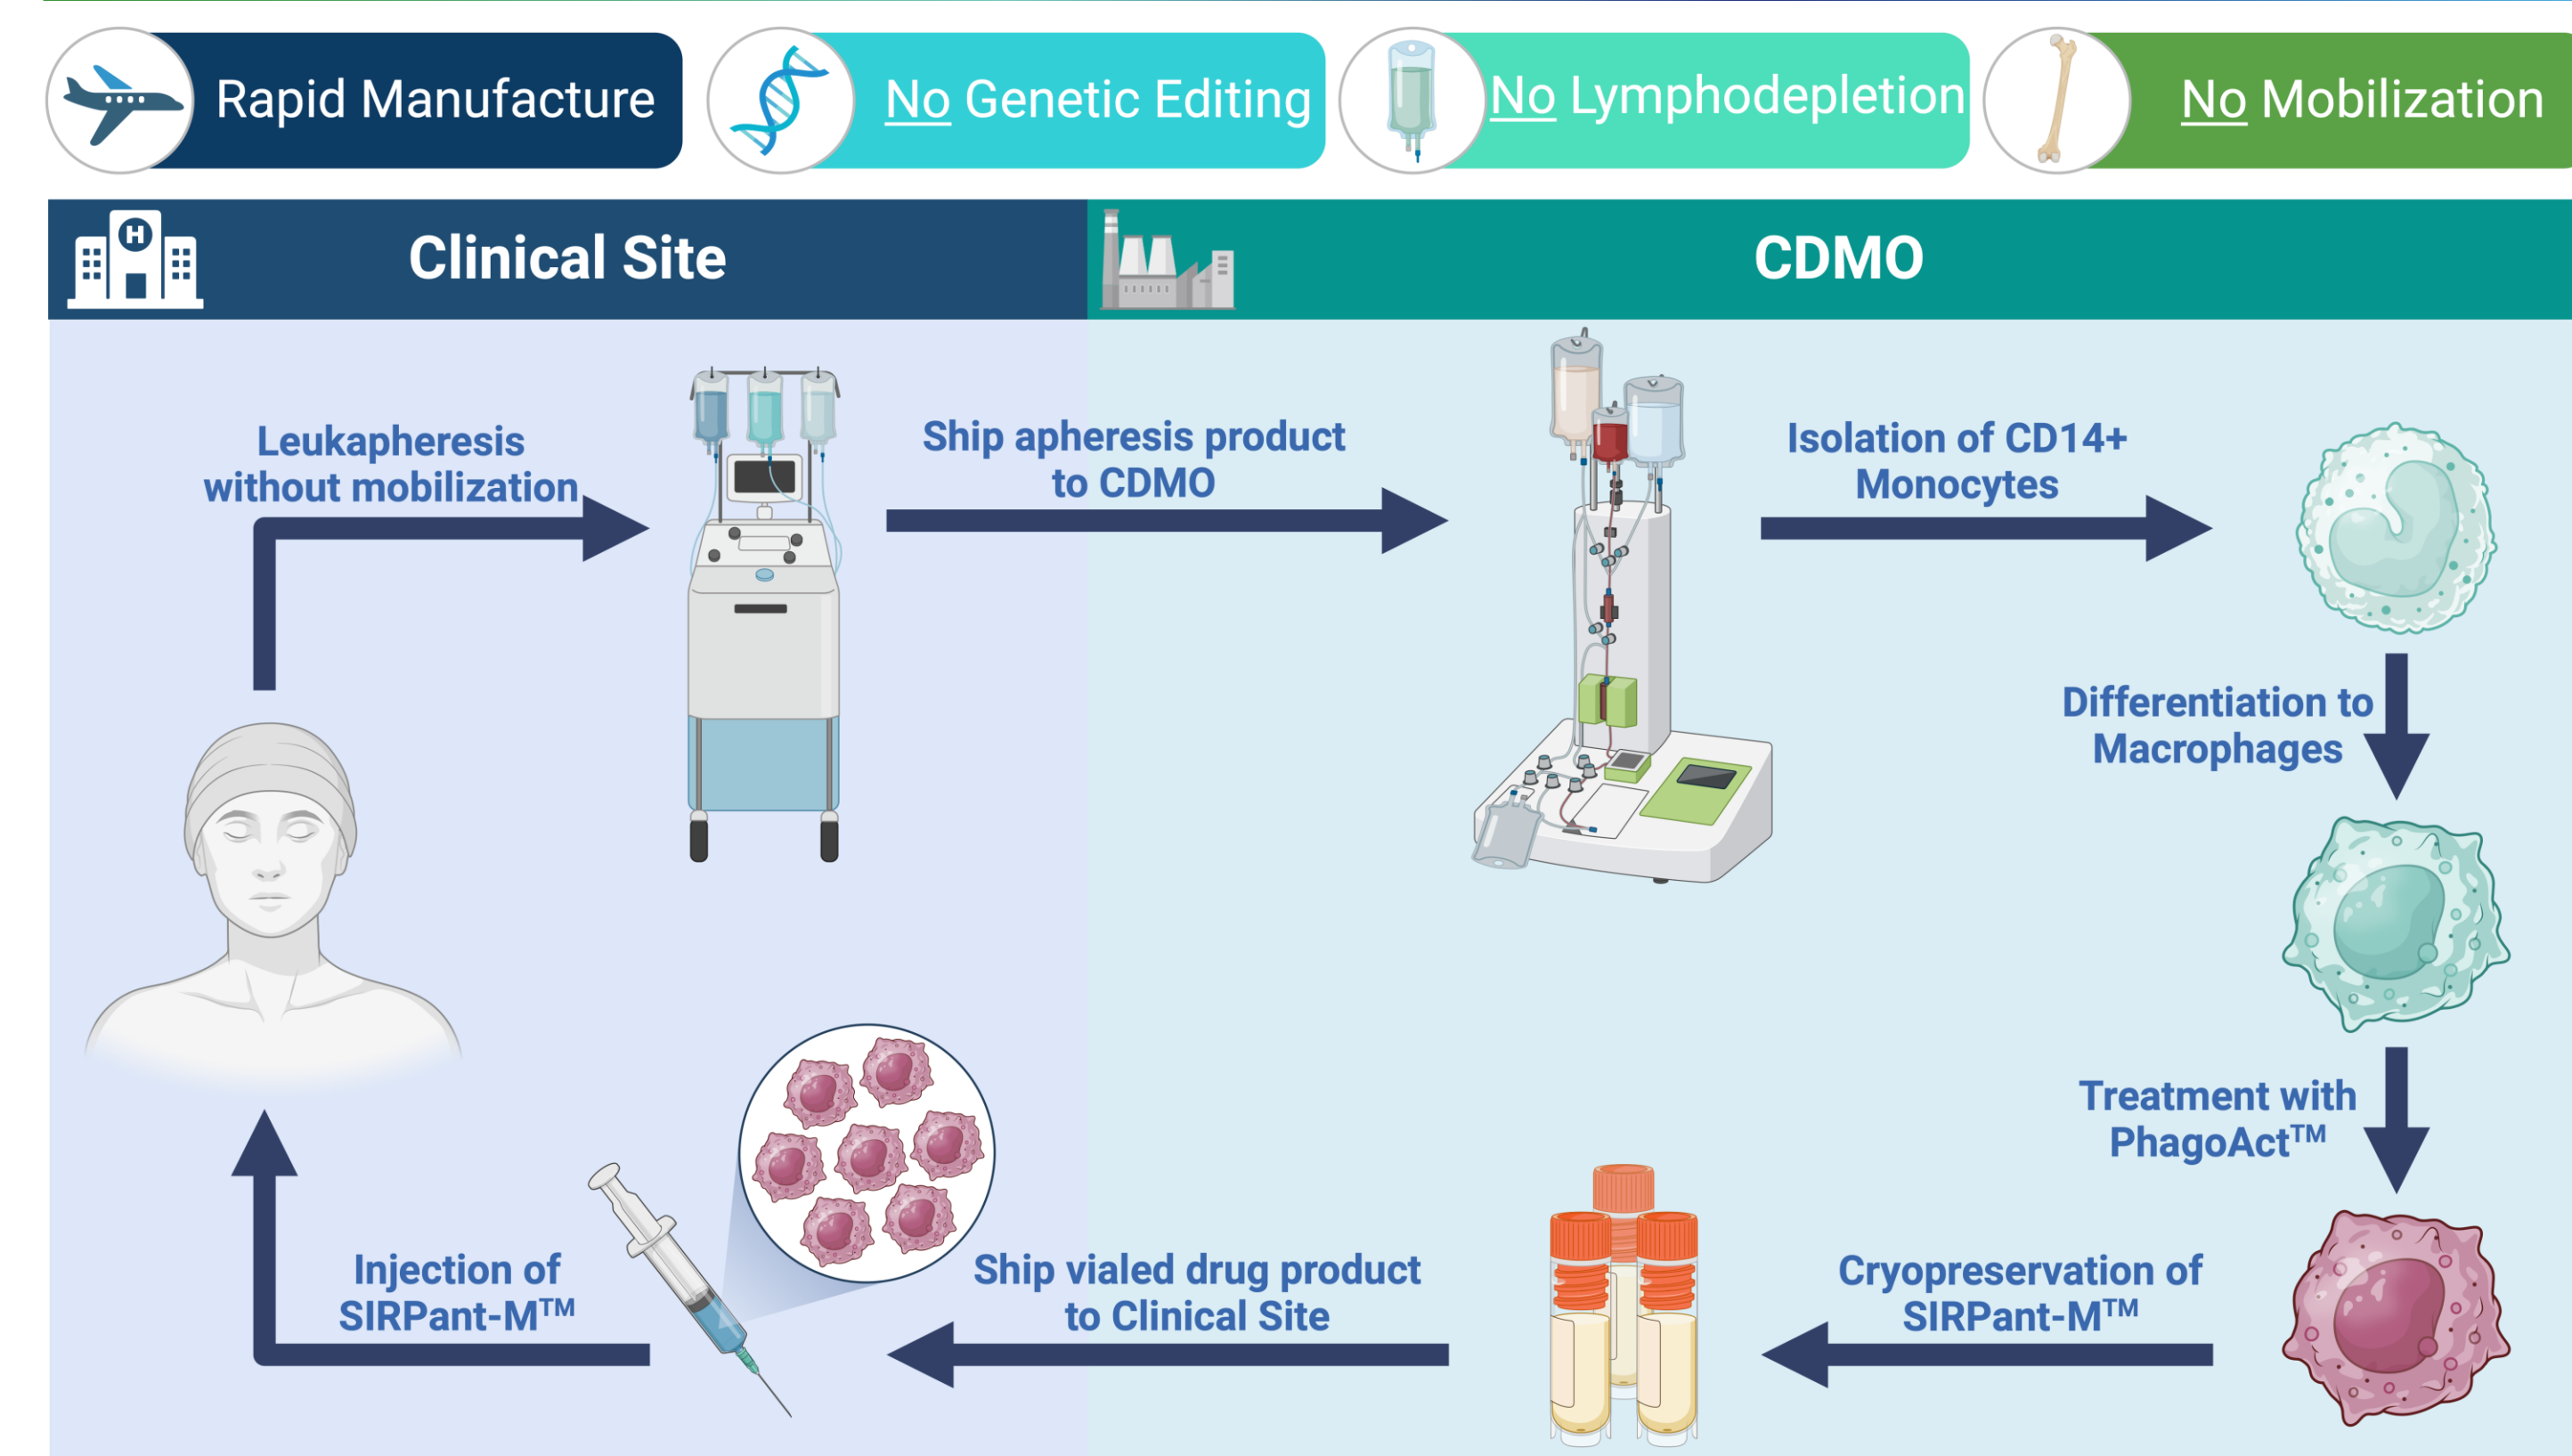 Rapid Manufacture
No Genetic Editing
No Lymphodepletion
No Mobilization
H
Clinical Site
CDMO
Leukapheresis
without mobilization
Ship apheresis product
to CDMO
Isolation of CD14+
Monocytes
Differentiation to
Macrophages
Treatment with
PhagoAct™
Cryopreservation of
SIRPant-M™
Ship vialed drug product
to Clinical Site
Injection of
SIRPant-M™